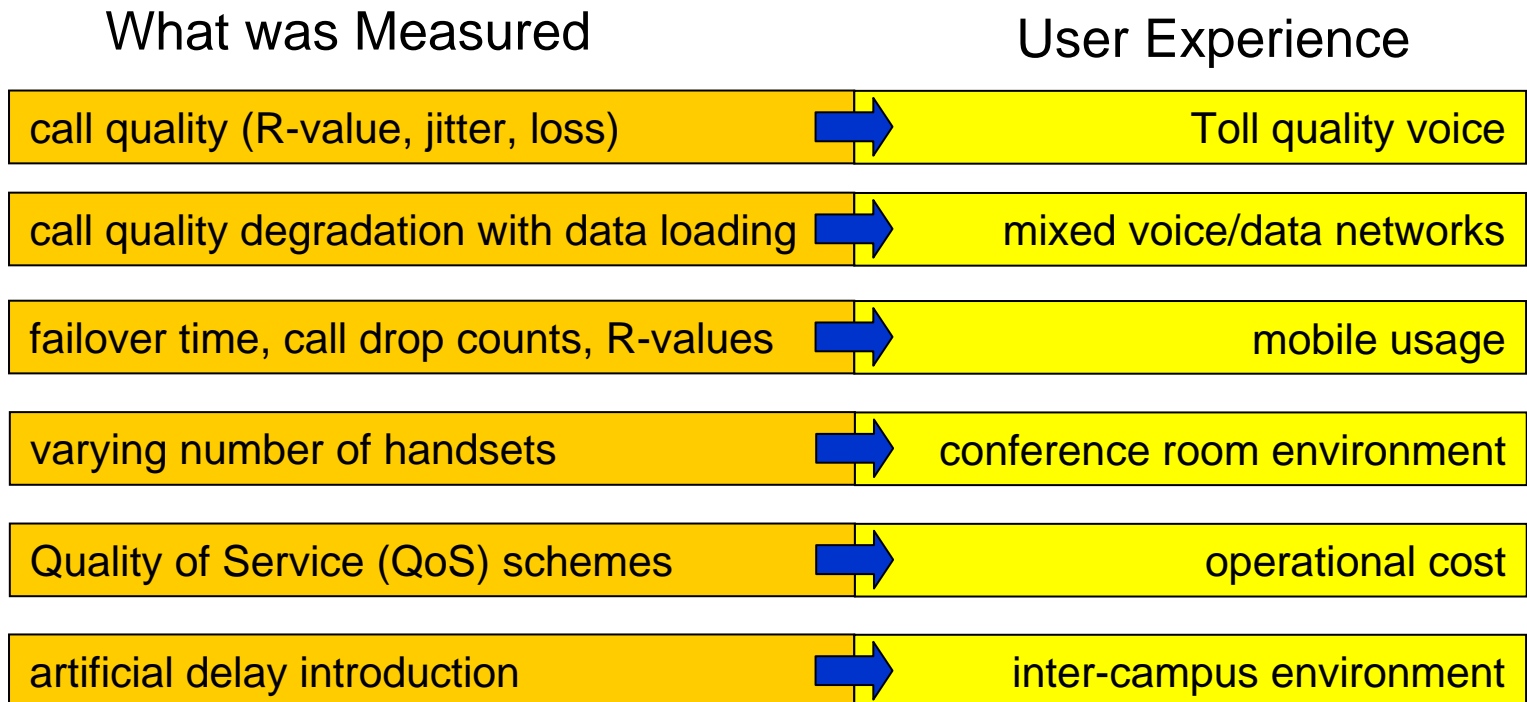 What was Measured
User Experience
call quality (R-value, jitter, loss)
Toll quality voice
call quality degradation with data loading
mixed voice/data networks
failover time, call drop counts, R-values
mobile usage
varying number of handsets
conference room environment
Quality of Service (QoS) schemes
operational cost
artificial delay introduction
inter-campus environment